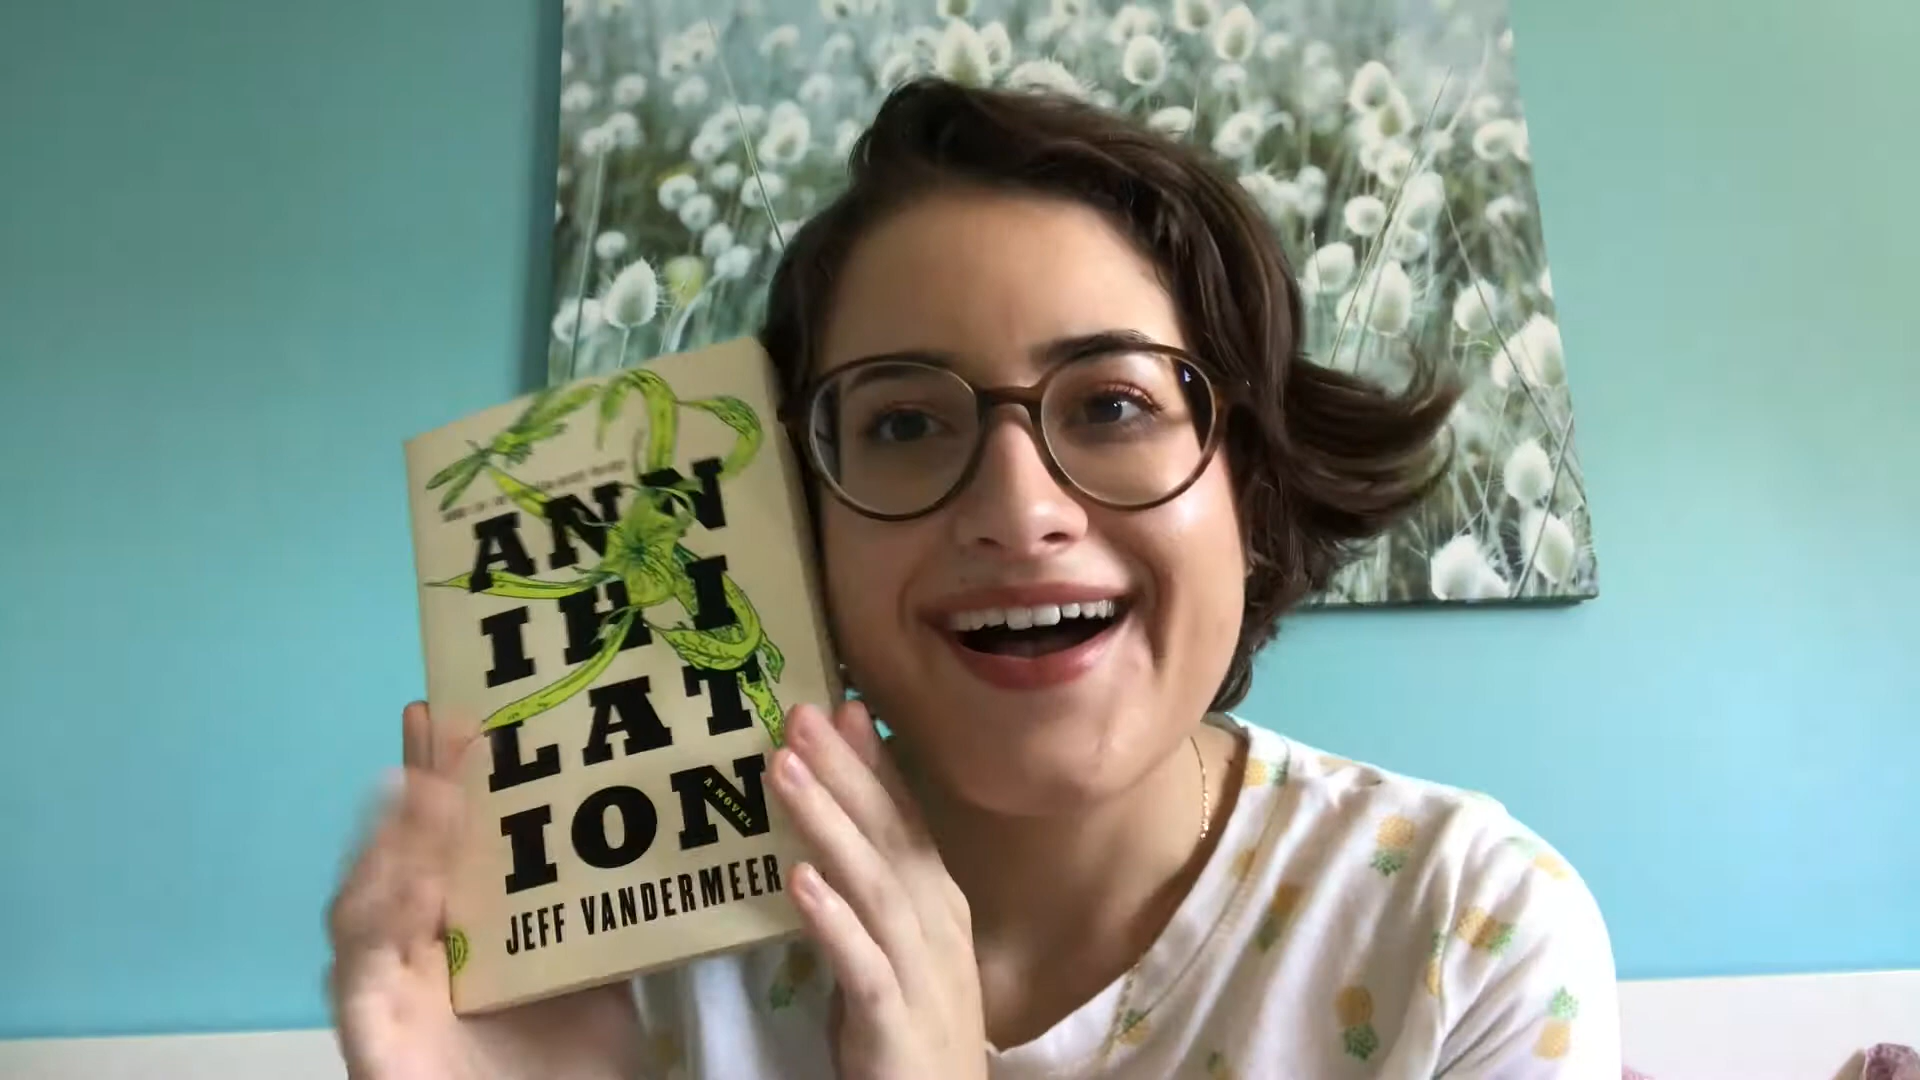 ANN
IHI
LAT
ION
A NOVEL
JEFF VANDERMEER